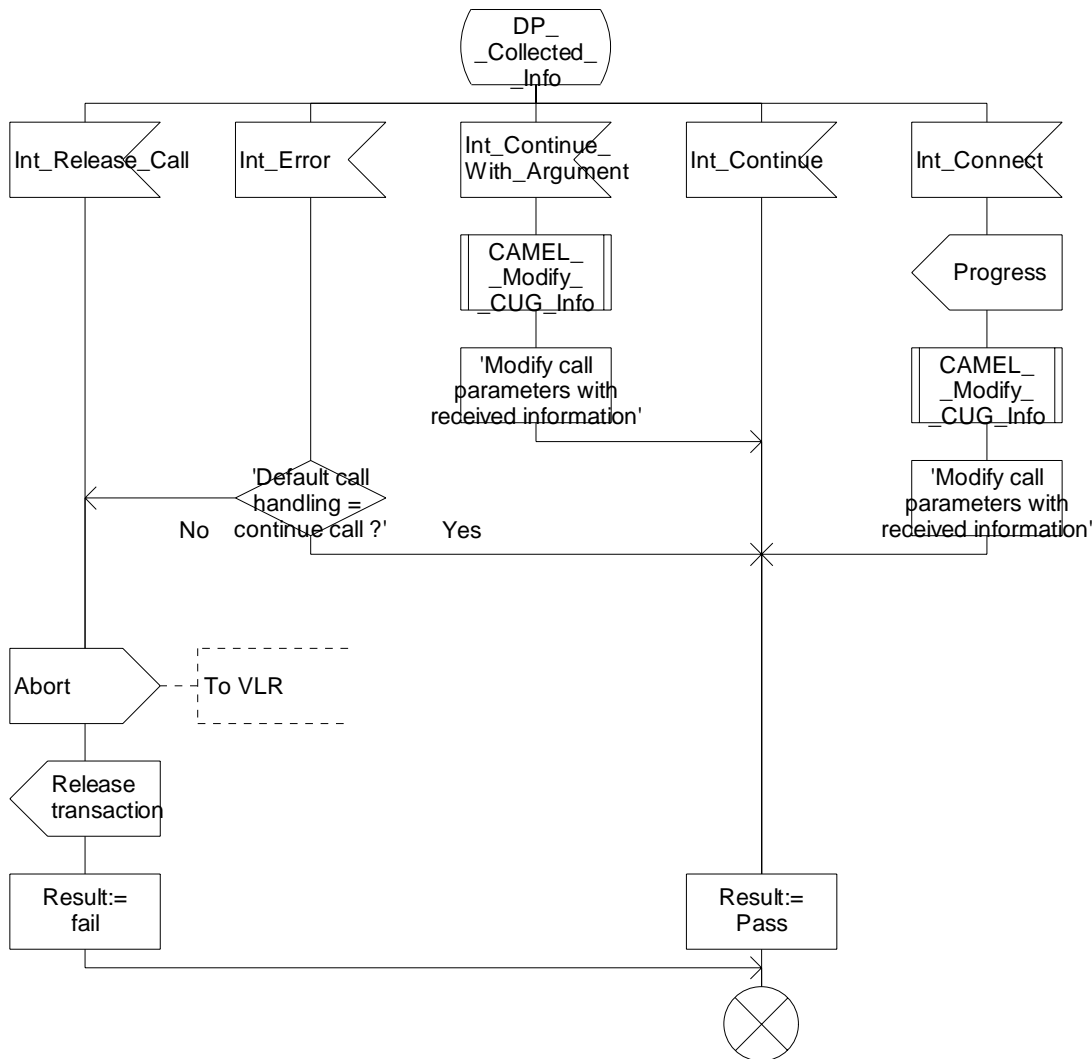 DP_
_Collected_
_Info
Int_Release_Call
Int_Error
Int_Continue_
With_Argument
Int_Continue
Int_Connect
CAMEL_
_Modify_
_CUG_Info
Progress
'Modify call
parameters with
received information'
CAMEL_
_Modify_
_CUG_Info
'Default call
handling =
continue call ?'
No
Yes
'Modify call
parameters with
received information'
Abort
To VLR
Release
transaction
Result:=
fail
Result:=
Pass